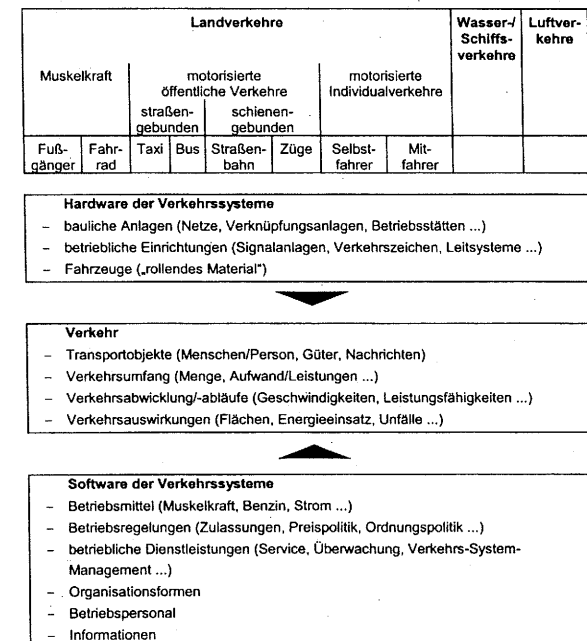 Landverkehre
Wasser-/
Schiffs-
verkehre
Luftver-
kehre
Muskelkraft
motorisierte
öffentliche Verkehre
motorisierte
Individualverkehre
straßen-
gebunden
schienen-
gebunden
Fuß-
gänger
Fahr-
rad
Taxi
Bus
Straßen-
bahn
Züge
Selbst-
fahrer
Mit-
fahrer
Hardware der Verkehrssysteme
– bauliche Anlagen (Netze, Verknüpfungsanlagen, Betriebsstätten ...)
– betriebliche Einrichtungen (Signalanlagen, Verkehrszeichen, Leitsysteme ...)
– Fahrzeuge („rollendes Material“)
Verkehr
– Transportobjekte (Menschen/Person, Güter, Nachrichten)
– Verkehrsumfang (Menge, Aufwand/Leistungen ...)
– Verkehrsabwicklung/-abläufe (Geschwindigkeiten, Leistungsfähigkeiten ...)
– Verkehrsauswirkungen (Flächen, Energieeinsatz, Unfälle ...)
Software der Verkehrssysteme
– Betriebsmittel (Muskelkraft, Benzin, Strom ...)
– Betriebsregelungen (Zulassungen, Preispolitik, Ordnungspolitik ...)
– betriebliche Dienstleistungen (Service, Überwachung, Verkehrs-System-
Management ...)
– Organisationsformen
– Betriebspersonal
– Informationen